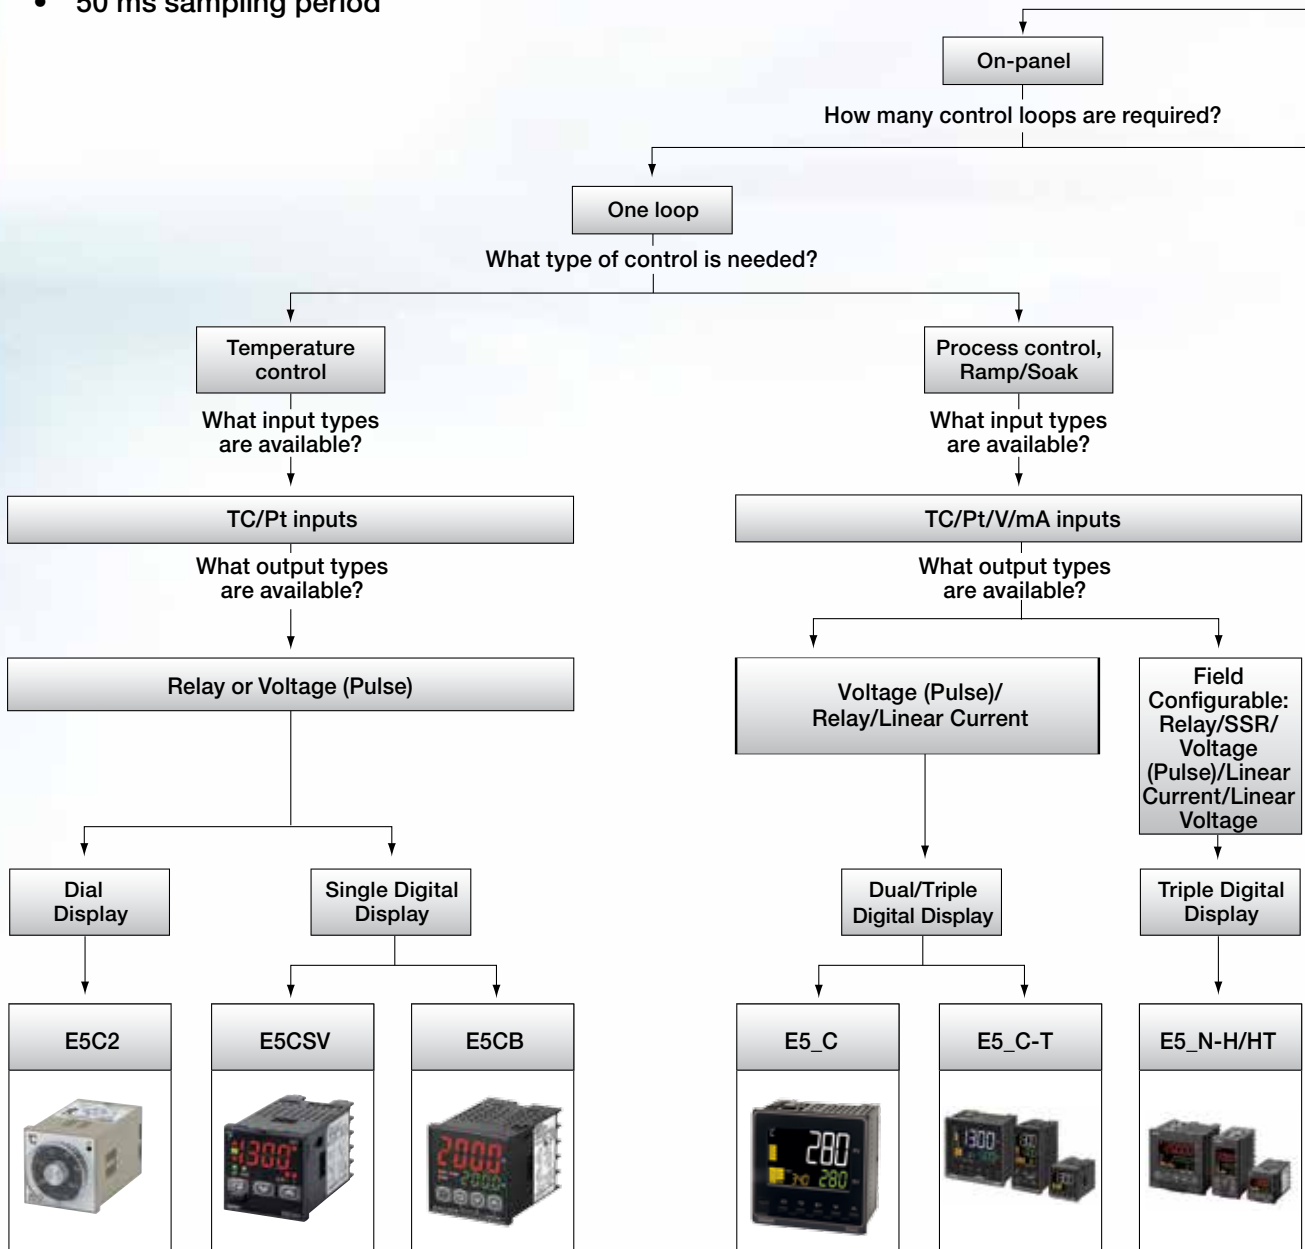 • 50 ms sampling period
On-panel
How many control loops are required?
One loop
What type of control is needed?
Temperature
control
Process control,
Ramp/Soak
What input types
are available?
What input types
are available?
TC/Pt inputs
TC/Pt/V/mA inputs
What output types
are available?
What output types
are available?
Relay or Voltage (Pulse)
Voltage (Pulse)/
Relay/Linear Current
Field
Configurable:
Relay/SSR/
Voltage
(Pulse)/Linear
Current/Linear
Voltage
Dial
Display
Single Digital
Display
Dual/Triple
Digital Display
Triple Digital
Display
E5C2
E5CSV
E5CB
E5_C
E5_C-T
E5_N-H/HT
°C
1300
2000
2000
280
340 280
1300